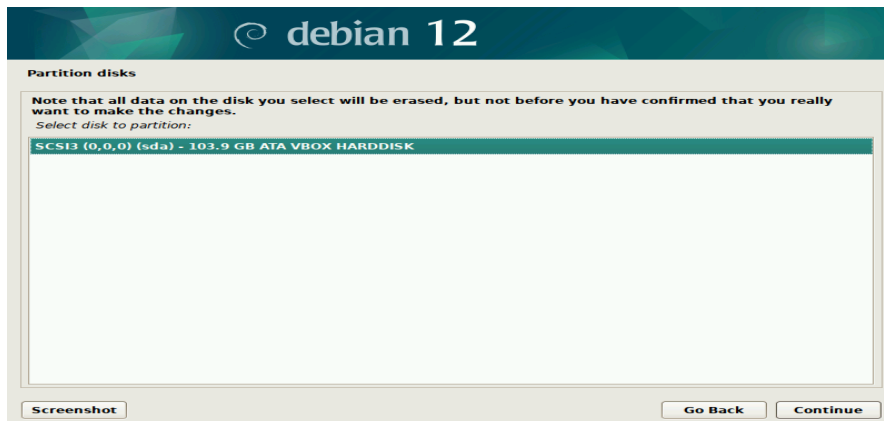 debian 12
Partition disks
Note that all data on the disk you select will be erased, but not before you have confirmed that you really
want to make the changes.
Select disk to partition:
SCSI3 (0,0,0) (sda) - 103.9 GB ATA VBOX HARDDISK
Screenshot
Go Back
Continue